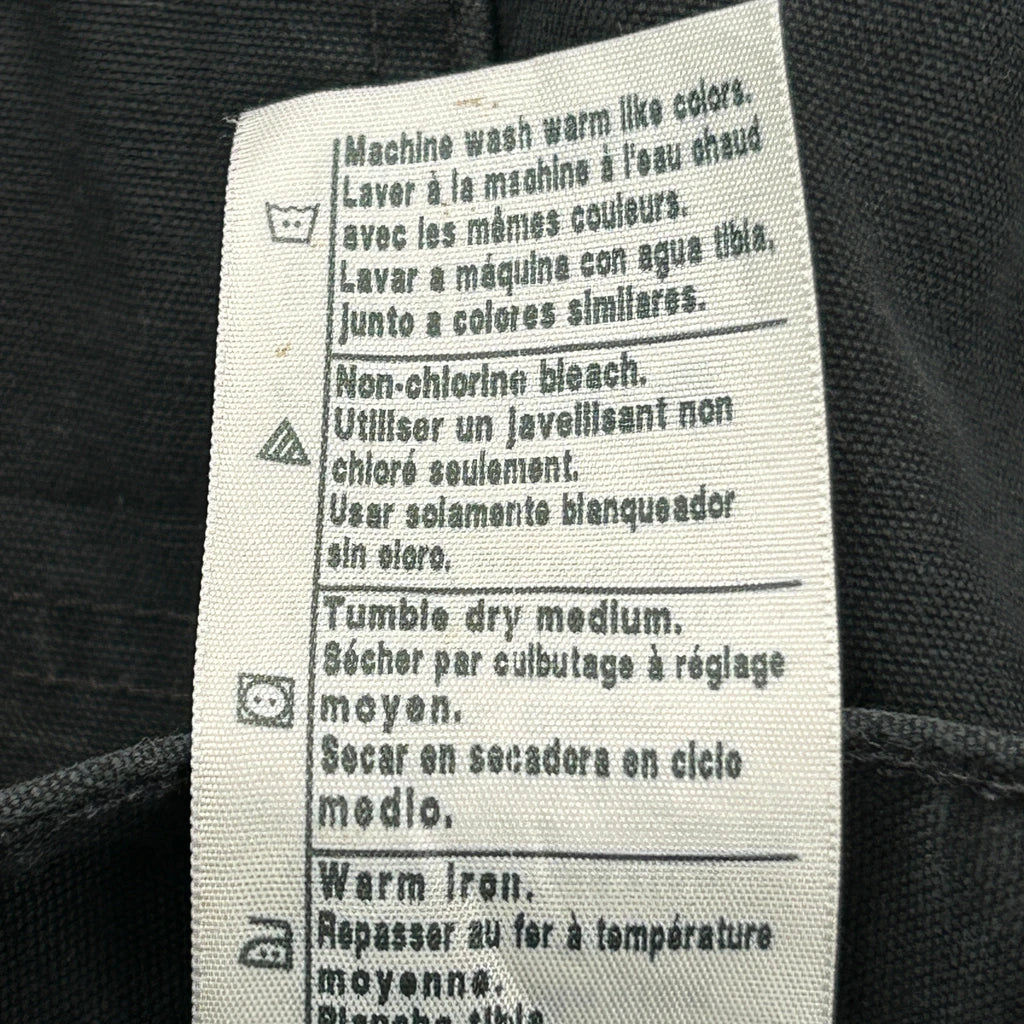 Machine wash warm like colors.
Laver à la machine à l'eau chaud
avec les mêmes couleurs.
Lavar a máquina con agua tibia,
junto a colores similares.
Non-chlorine bleach.
Utiliser un javellisant non
chloré seulement.
Usar solamente blanqueador
sin cloro.
Tumble dry medium.
Sécher par culbutage à réglage
moyen.
Secar en secadora en ciclo
medio.
Warm iron.
Repasser au fer à température
moyenne.
Planche tibia